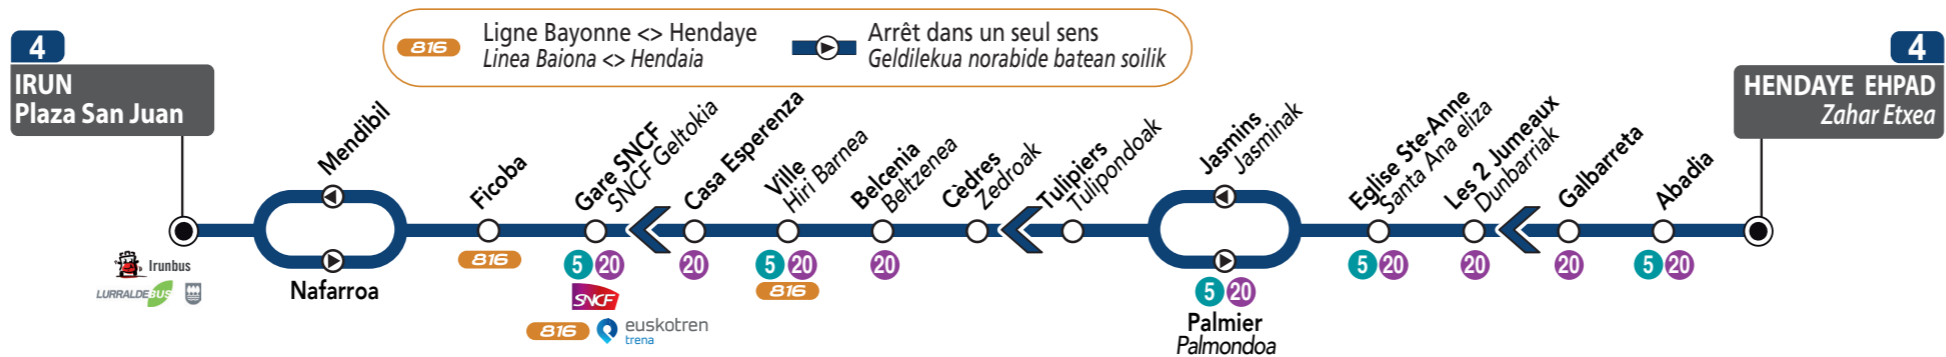 4
IRUN
Plaza San Juan
816
Ligne Bayonne <> Hendaye
Linea Baiona <> Hendaia
Arrêt dans un seul sens
Geldilekua norabide batean soilik
4
HENDAYE EHPAD
Zahar Etxea
Irunbus
LURRALDEBUS
Mendibil
Nafarroa
Ficoba
816
Gare SNCF
SNCF Geltokia
5 20
SNCF
816
euskotren
trena
Casa Esperenza
20
Ville
Hiri Barnea
5 20
816
Belcenia
Beltzenea
20
Cèdres
Zedroak
Tulipiers
Tulipondoak
Jasmins
Jasminak
5 20
Palmier
Palmondoa
Eglise Ste-Anne
Santa Ana eliza
5 20
Les 2 Jumeaux
Dunbarriak
20
Galbarreta
20
Abadia
5 20